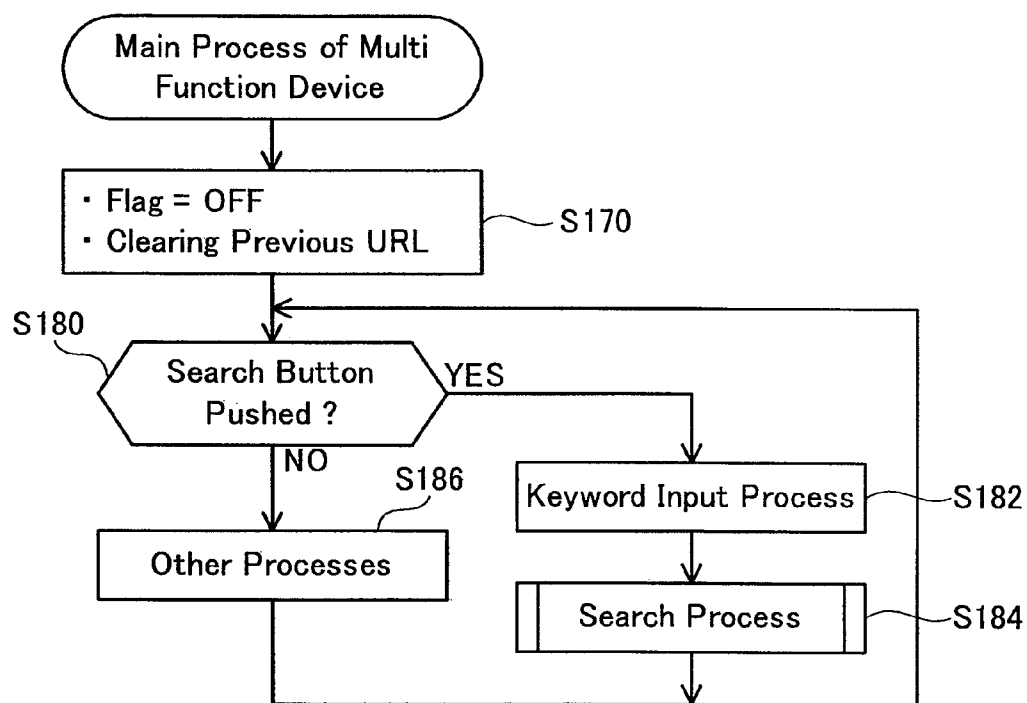 Main Process of Multi
Function Device
・ Flag = OFF
・ Clearing Previous URL
S170
S180
Search Button
Pushed ?
YES
NO
S186
Keyword Input Process
S182
Other Processes
Search Process
S184